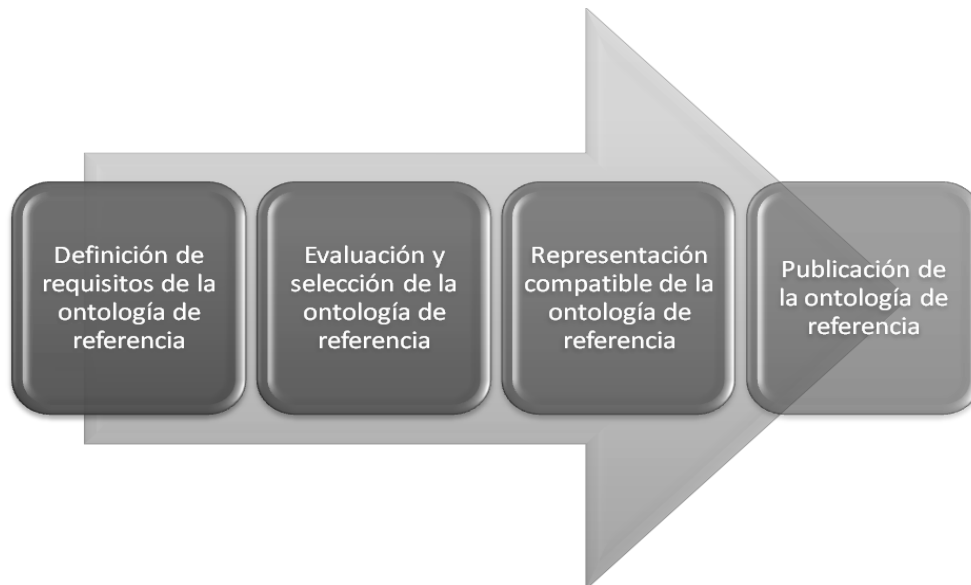 Definición de
requisitos de la
ontología de
referencia
Evaluación y
selección de la
ontología de
referencia
Representación
compatible de la
ontología de
referencia
Publicación de
la ontología de
referencia